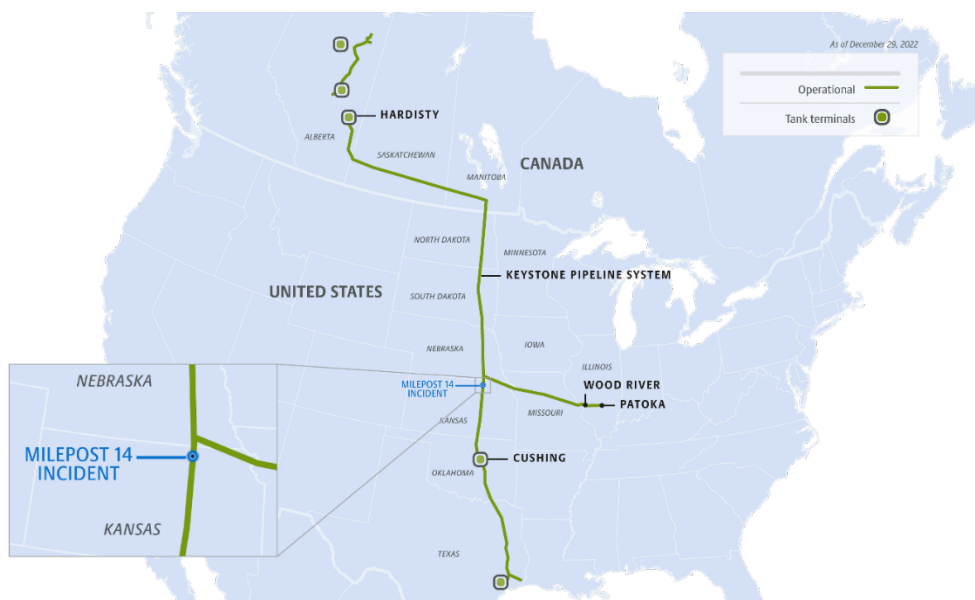 As of December 29, 2022
Operational
Tank terminals
HARDISTY
ALBERTA
SASKATCHEWAN
CANADA
MANITOBA
NORTH DAKOTA
MINNESOTA
KEYSTONE PIPELINE SYSTEM
UNITED STATES
SOUTH DAKOTA
IOWA
NEBRASKA
ILLINOIS
MILEPOST 14
INCIDENT
WOOD RIVER
PATOKA
MISSOURI
KANSAS
CUSHING
OKLAHOMA
TEXAS
NEBRASKA
MILEPOST 14
INCIDENT
KANSAS